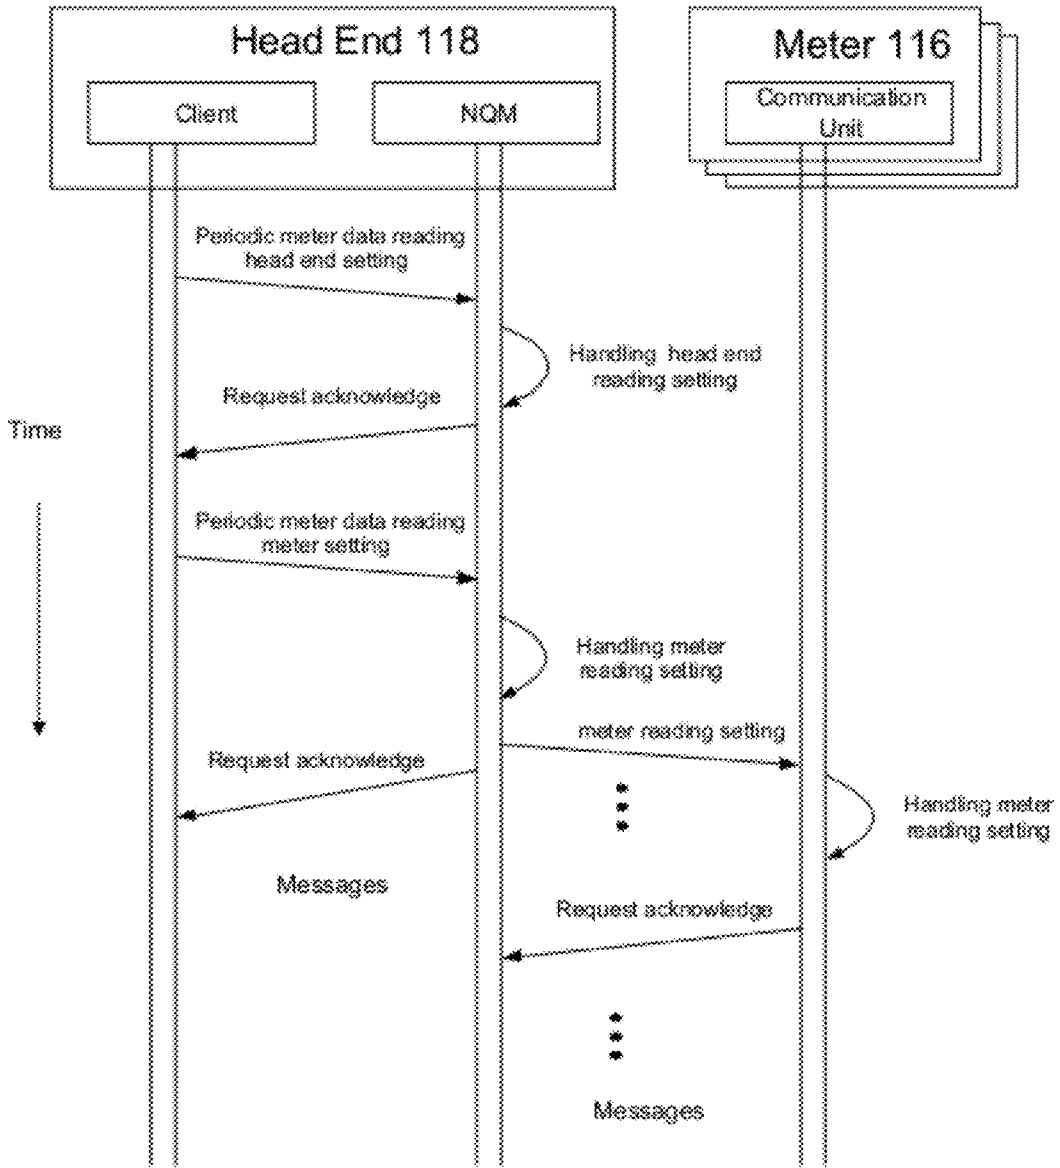 Head End 118
Meter 116
Client
NQM
Communication
Unit
Periodic meter data reading
head end setting
Handling head end
reading setting
Request acknowledge
Time
Periodic meter data reading
meter setting
Handling meter
reading setting
meter reading setting
Request acknowledge
Handling meter
reading setting
Messages
Request acknowledge
Messages